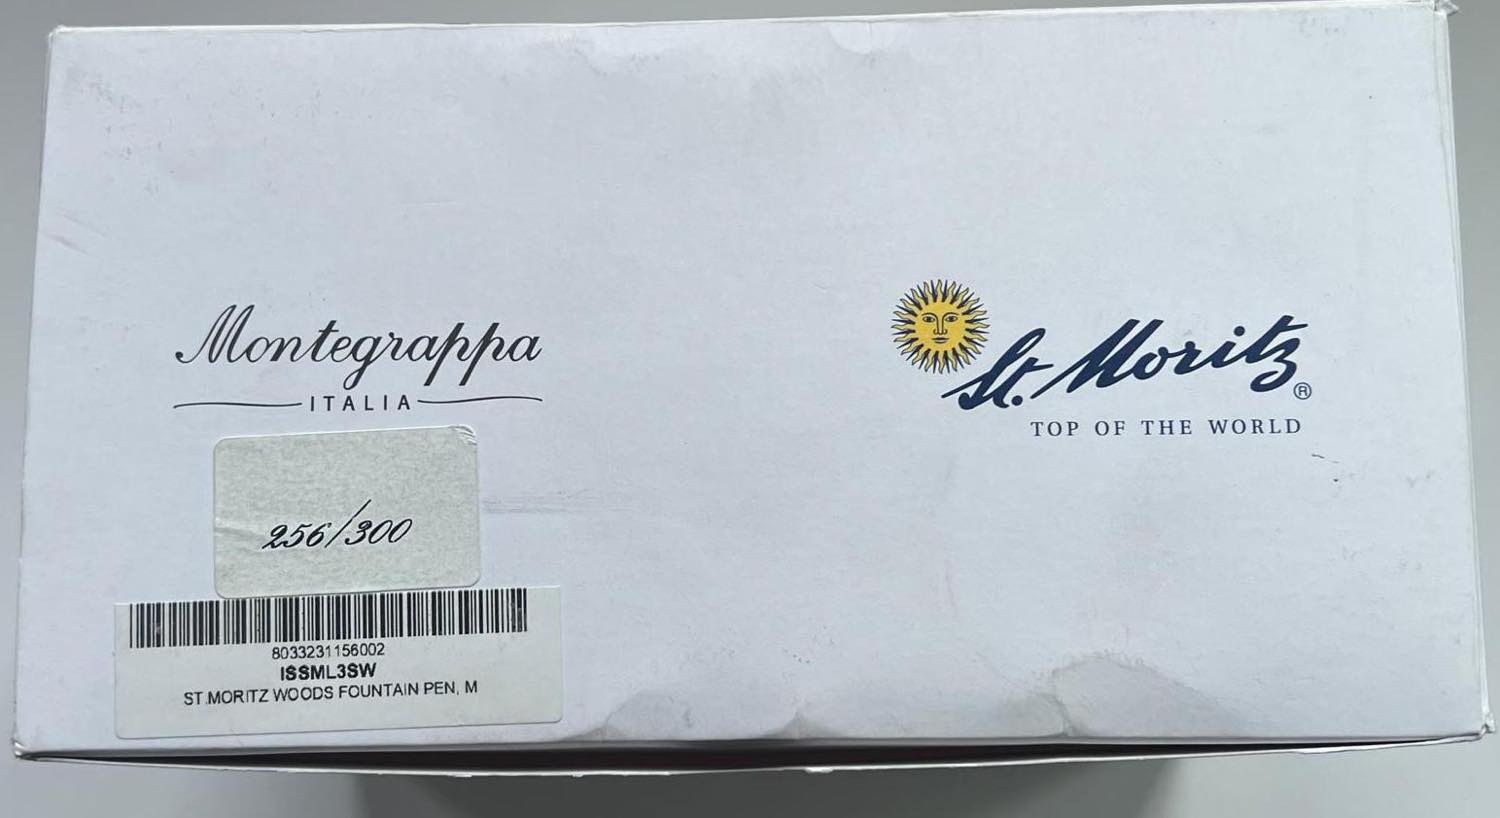 Montegrappa
ITALIA
St. Moritz ®
TOP OF THE WORLD
256/300
8033231156002
ISSML3SW
ST.MORITZ WOODS FOUNTAIN PEN, M